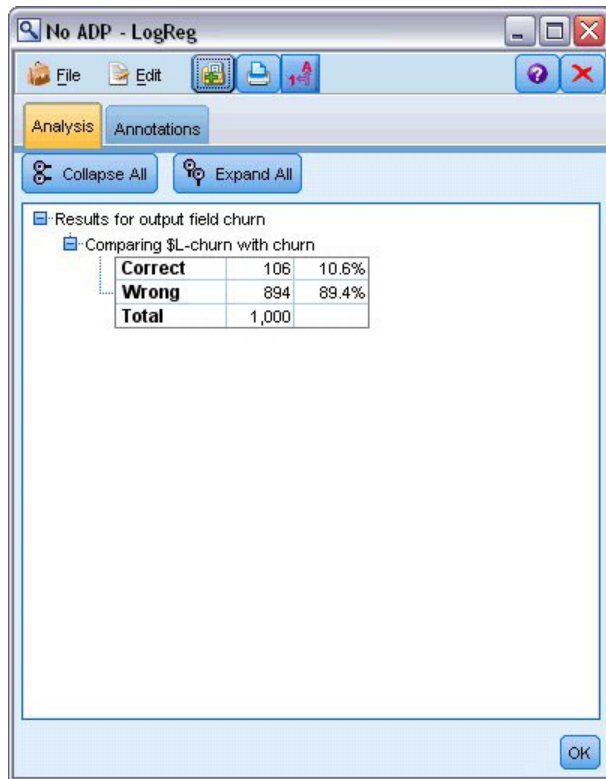 No ADP - LogReg
File Edit
Analysis Annotations
Collapse All Expand All
Results for output field churn
Comparing $L-churn with churn
Correct 106 10.6%
Wrong 894 89.4%
Total 1,000
OK